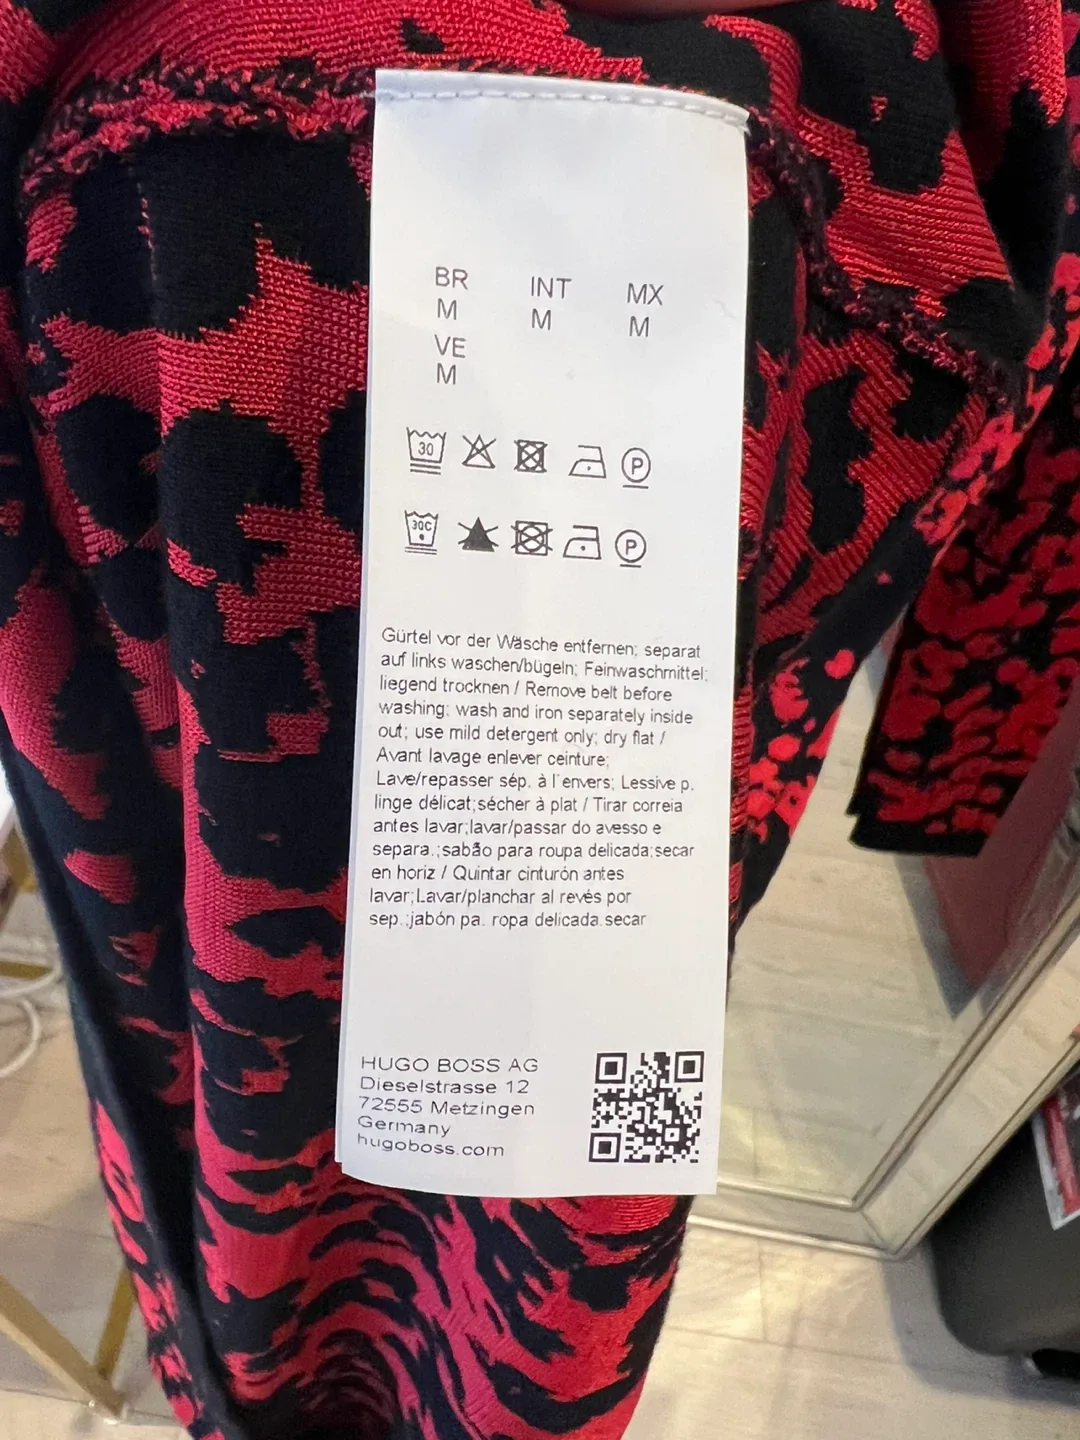 BR INT MX
M M M
VE
M
30 P
30C P
Gürtel vor der Wäsche entfernen; separat
auf links waschen/bügeln; Feinwaschmittel;
liegend trocknen / Remove belt before
washing; wash and iron separately inside
out; use mild detergent only; dry flat /
Avant lavage enlever ceinture;
Lave/repasser sép. à l'envers; Lessive p.
linge délicat;sécher à plat / Tirar correia
antes lavar;lavar/passar do avesso e
separa.;sabão para roupa delicada;secar
en horiz / Quintar cinturón antes
lavar;Lavar/planchar al revés por
sep.;jabón pa. ropa delicada.secar
HUGO BOSS AG
Dieselstrasse 12
72555 Metzingen
Germany
hugoboss.com